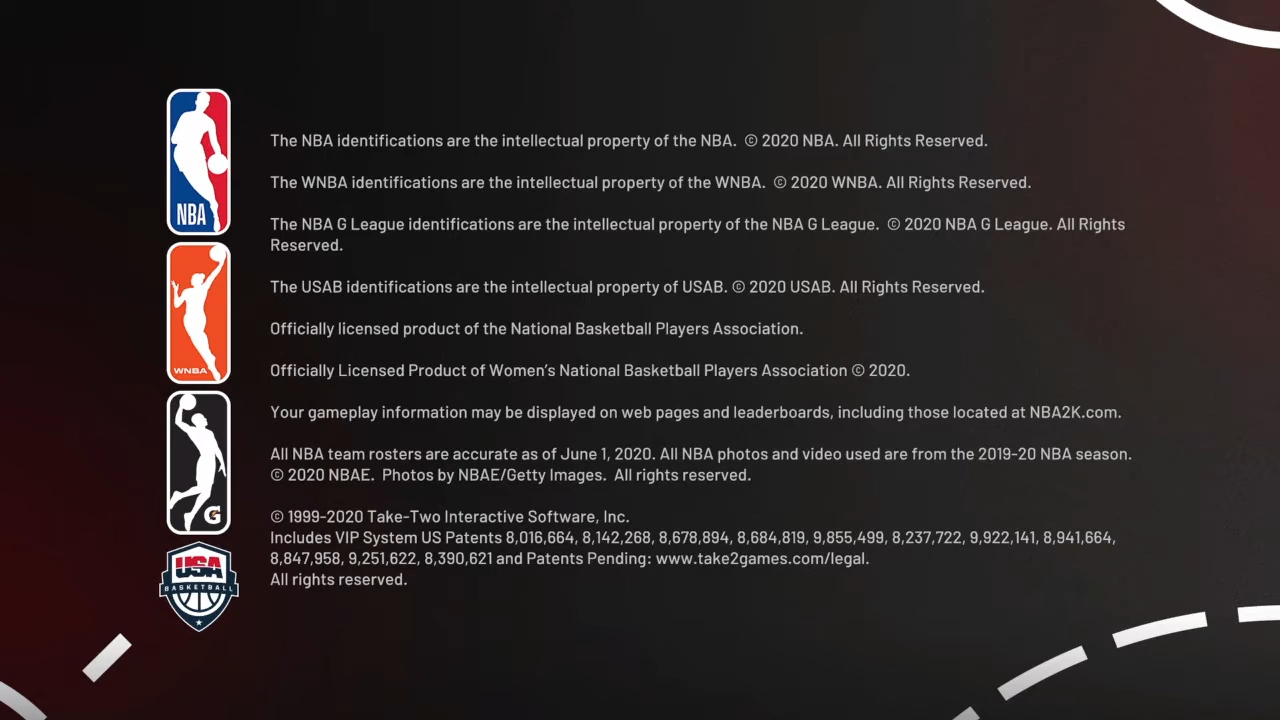 The NBA identifications are the intellectual property of the NBA.  © 2020 NBA. All Rights Reserved.
The WNBA identifications are the intellectual property of the WNBA.  © 2020 WNBA. All Rights Reserved.
The NBA G League identifications are the intellectual property of the NBA G League.  © 2020 NBA G League. All Rights
Reserved.
The USAB identifications are the intellectual property of USAB. © 2020 USAB. All Rights Reserved.
Officially licensed product of the National Basketball Players Association.
Officially Licensed Product of Women’s National Basketball Players Association © 2020.
Your gameplay information may be displayed on web pages and leaderboards, including those located at NBA2K.com.
All NBA team rosters are accurate as of June 1, 2020. All NBA photos and video used are from the 2019-20 NBA season.
© 2020 NBAE.  Photos by NBAE/Getty Images.  All rights reserved.
© 1999-2020 Take-Two Interactive Software, Inc.
Includes VIP System US Patents 8,016,664, 8,142,268, 8,678,894, 8,684,819, 9,855,499, 8,237,722, 9,922,141, 8,941,664,
8,847,958, 9,251,622, 8,390,621 and Patents Pending: www.take2games.com/legal.
All rights reserved.
NBA
WNBA
G
USA
BASKETBALL